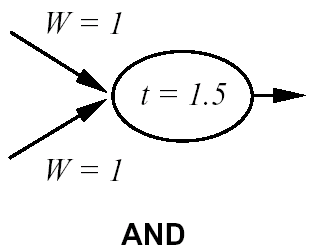 W = 1
t = 1.5
W = 1
AND